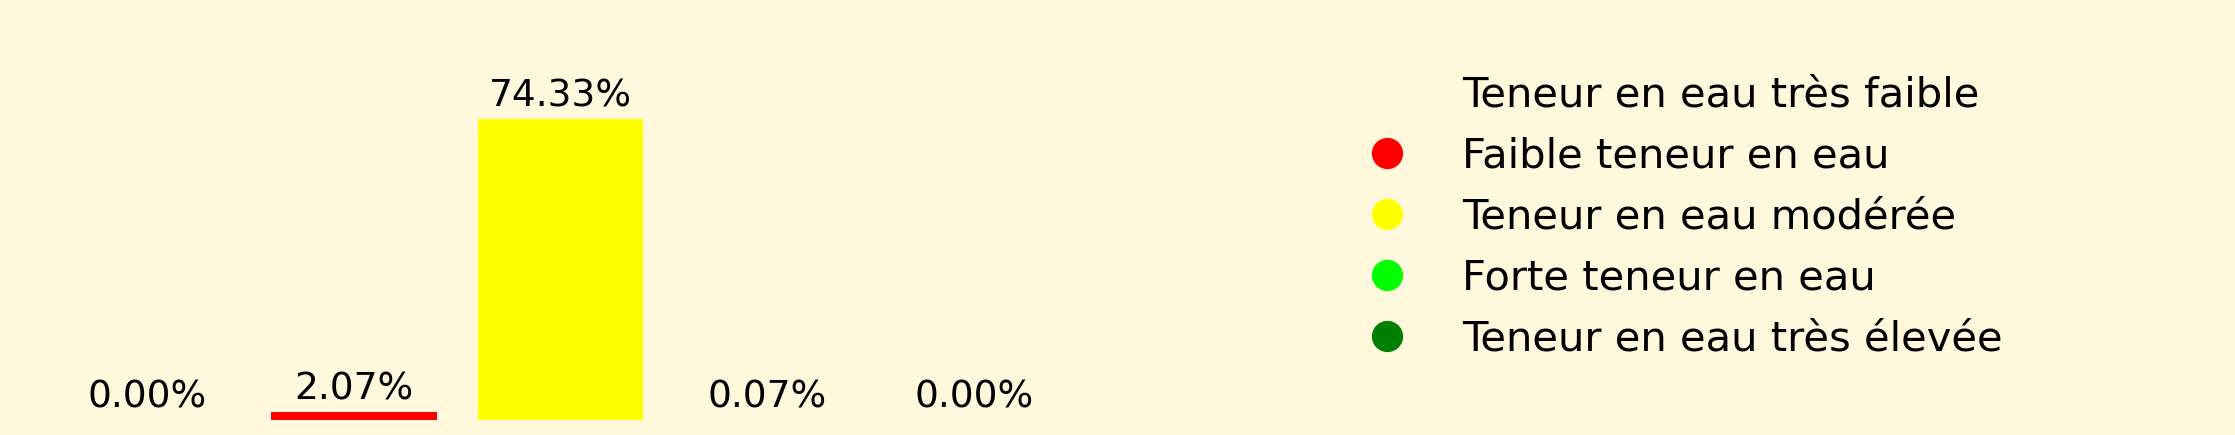 74.33%
2.07%
0.00%
0.07%
0.00%
Teneur en eau très faible
Faible teneur en eau
Teneur en eau modérée
Forte teneur en eau
Teneur en eau très élevée